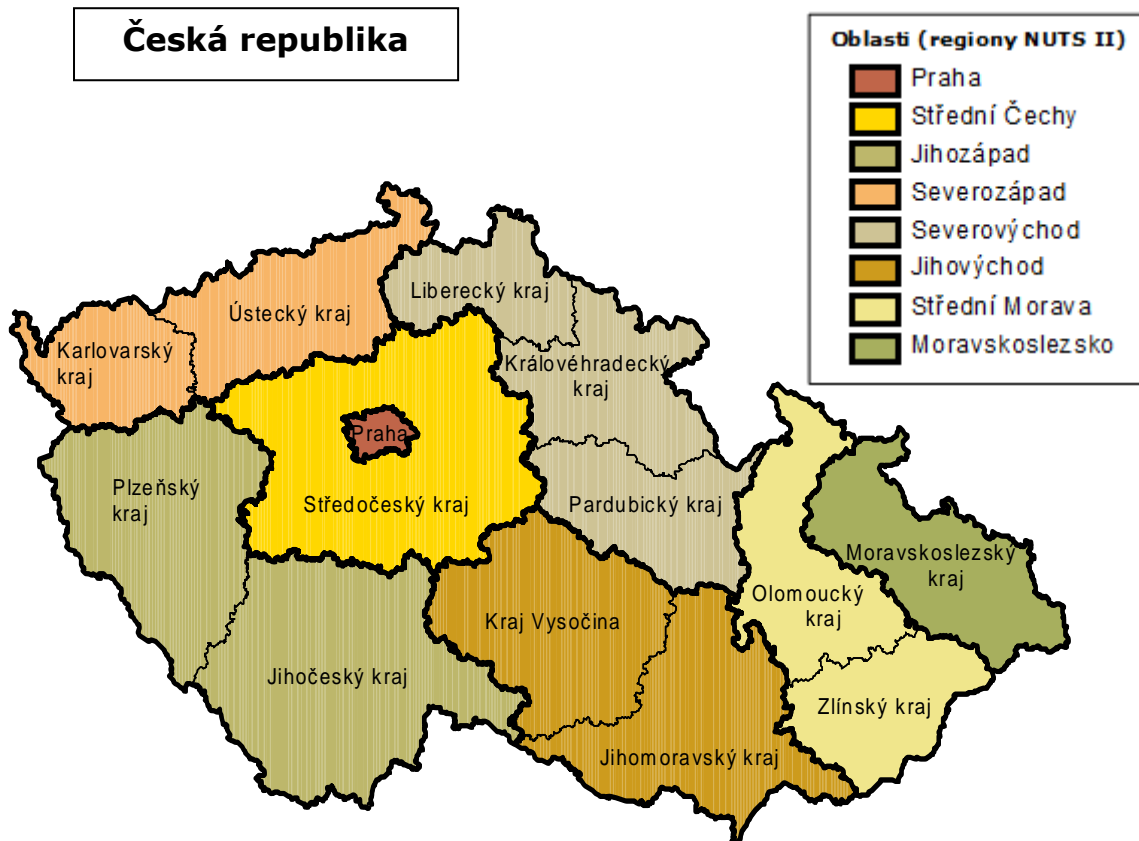 Česká republika
Oblasti (regiony NUTS II)
Praha
Střední Čechy
Jihozápad
Severozápad
Severovýchod
Jihovýchod
Střední Morava
Moravskoslezsko
Liberecký kraj
Ústecký kraj
Karlovarský
kraj
Královéhradecký
kraj
Praha
Plzeňský
kraj
Středočeský kraj
Pardubický kraj
Moravskoslezský
kraj
Olomoucký
kraj
Kraj Vysočina
Jihočeský kraj
Zlínský kraj
Jihomoravský kraj